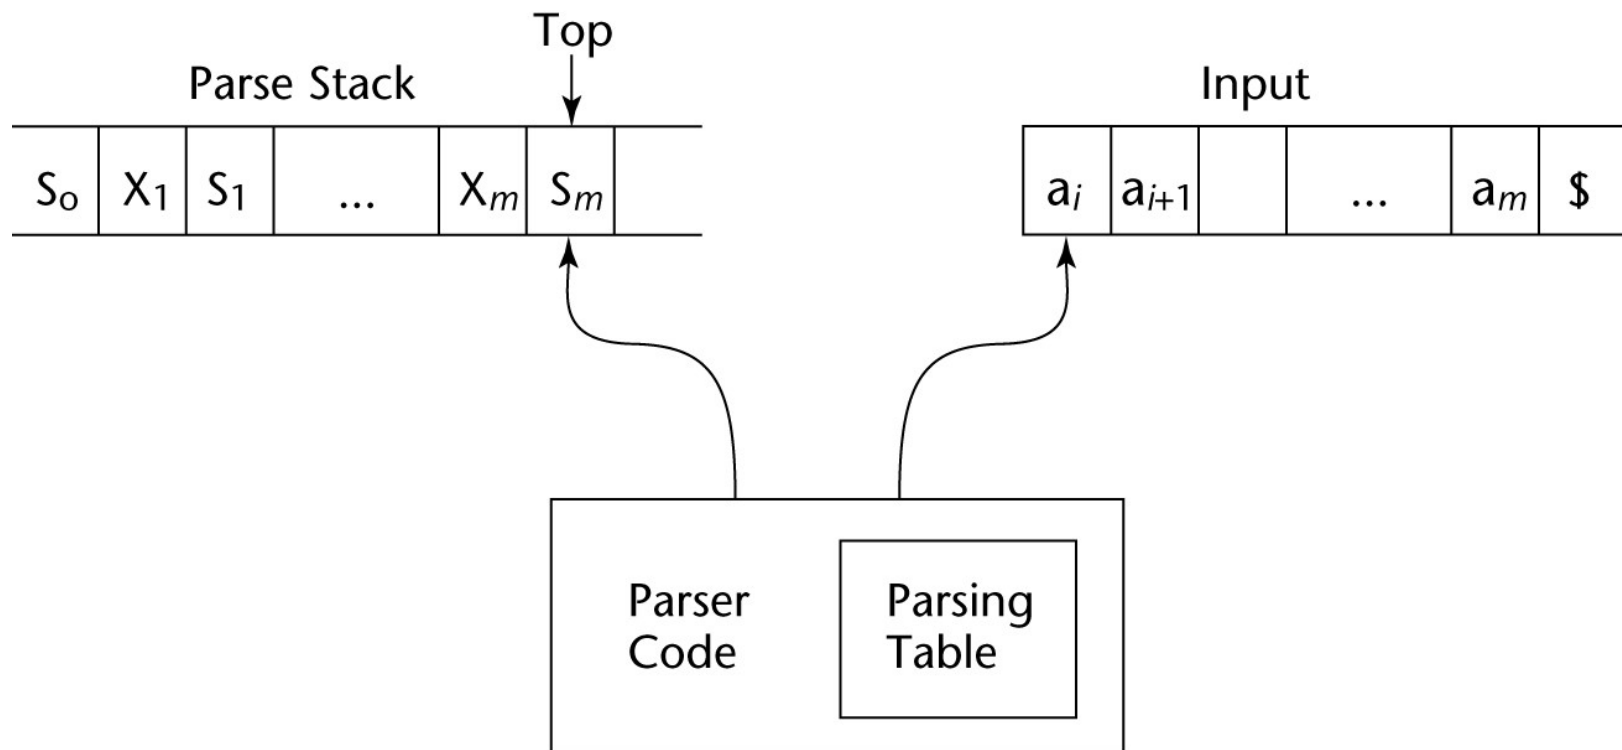 Top
Parse Stack
Input
S₀ X₁ S₁ ... Xₘ Sₘ
aᵢ aᵢ₊₁ ... aₘ $
Parser
Code
Parsing
Table